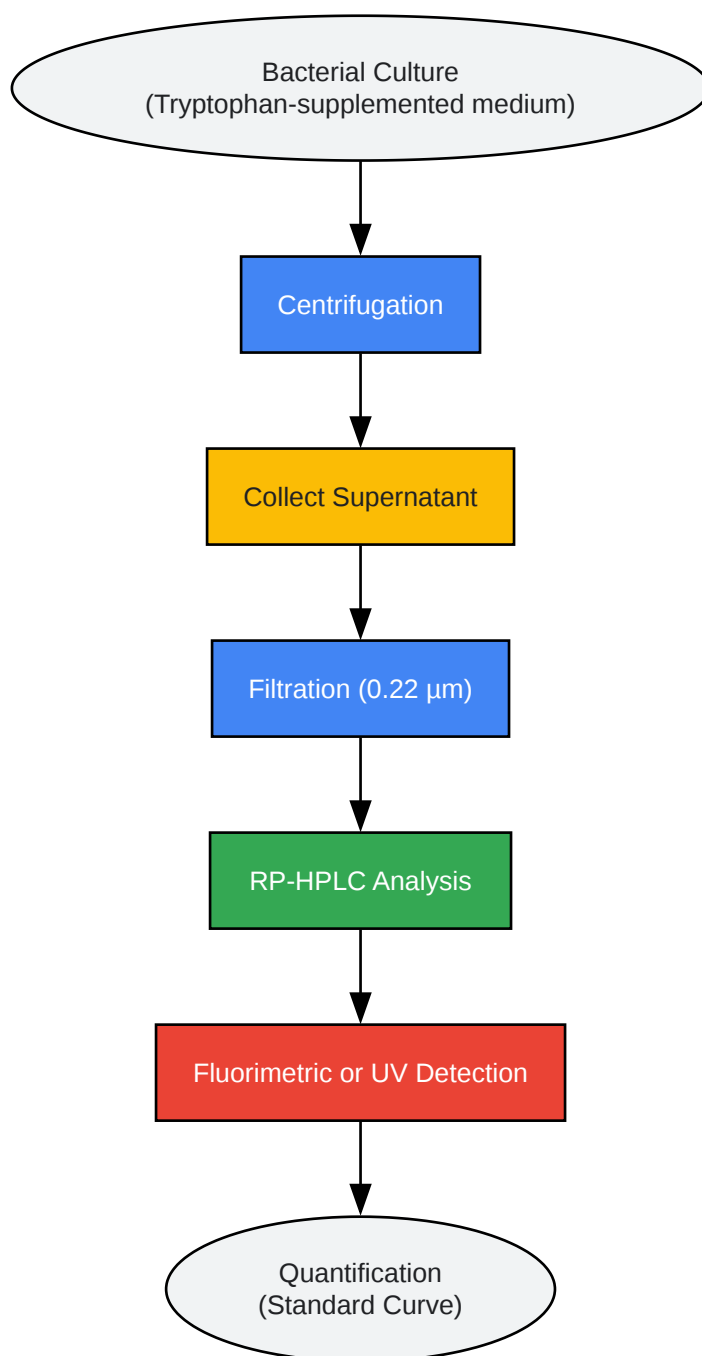 Bacterial Culture
(Tryptophan-supplemented medium)
Centrifugation
Collect Supernatant
Filtration (0.22 µm)
RP-HPLC Analysis
Fluorimetric or UV Detection
Quantification
(Standard Curve)